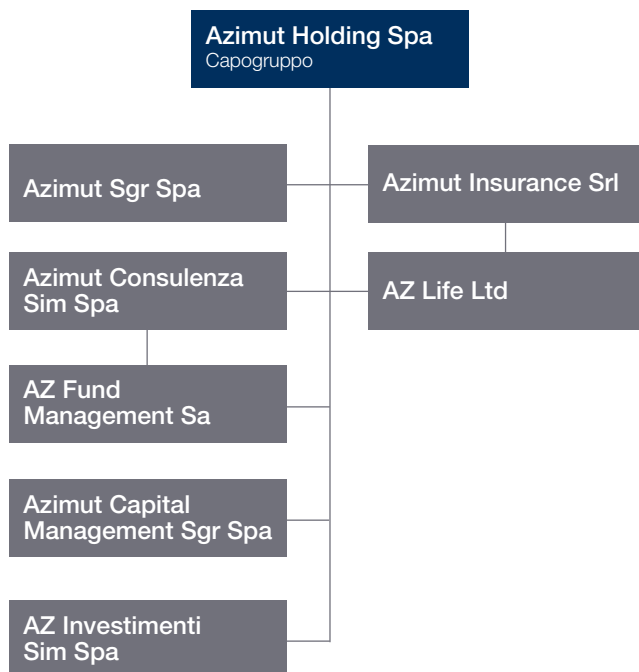 Azimut Holding Spa
Capogruppo
Azimut Sgr Spa
Azimut Insurance Srl
Azimut Consulenza
Sim Spa
AZ Life Ltd
AZ Fund
Management Sa
Azimut Capital
Management Sgr Spa
AZ Investimenti
Sim Spa